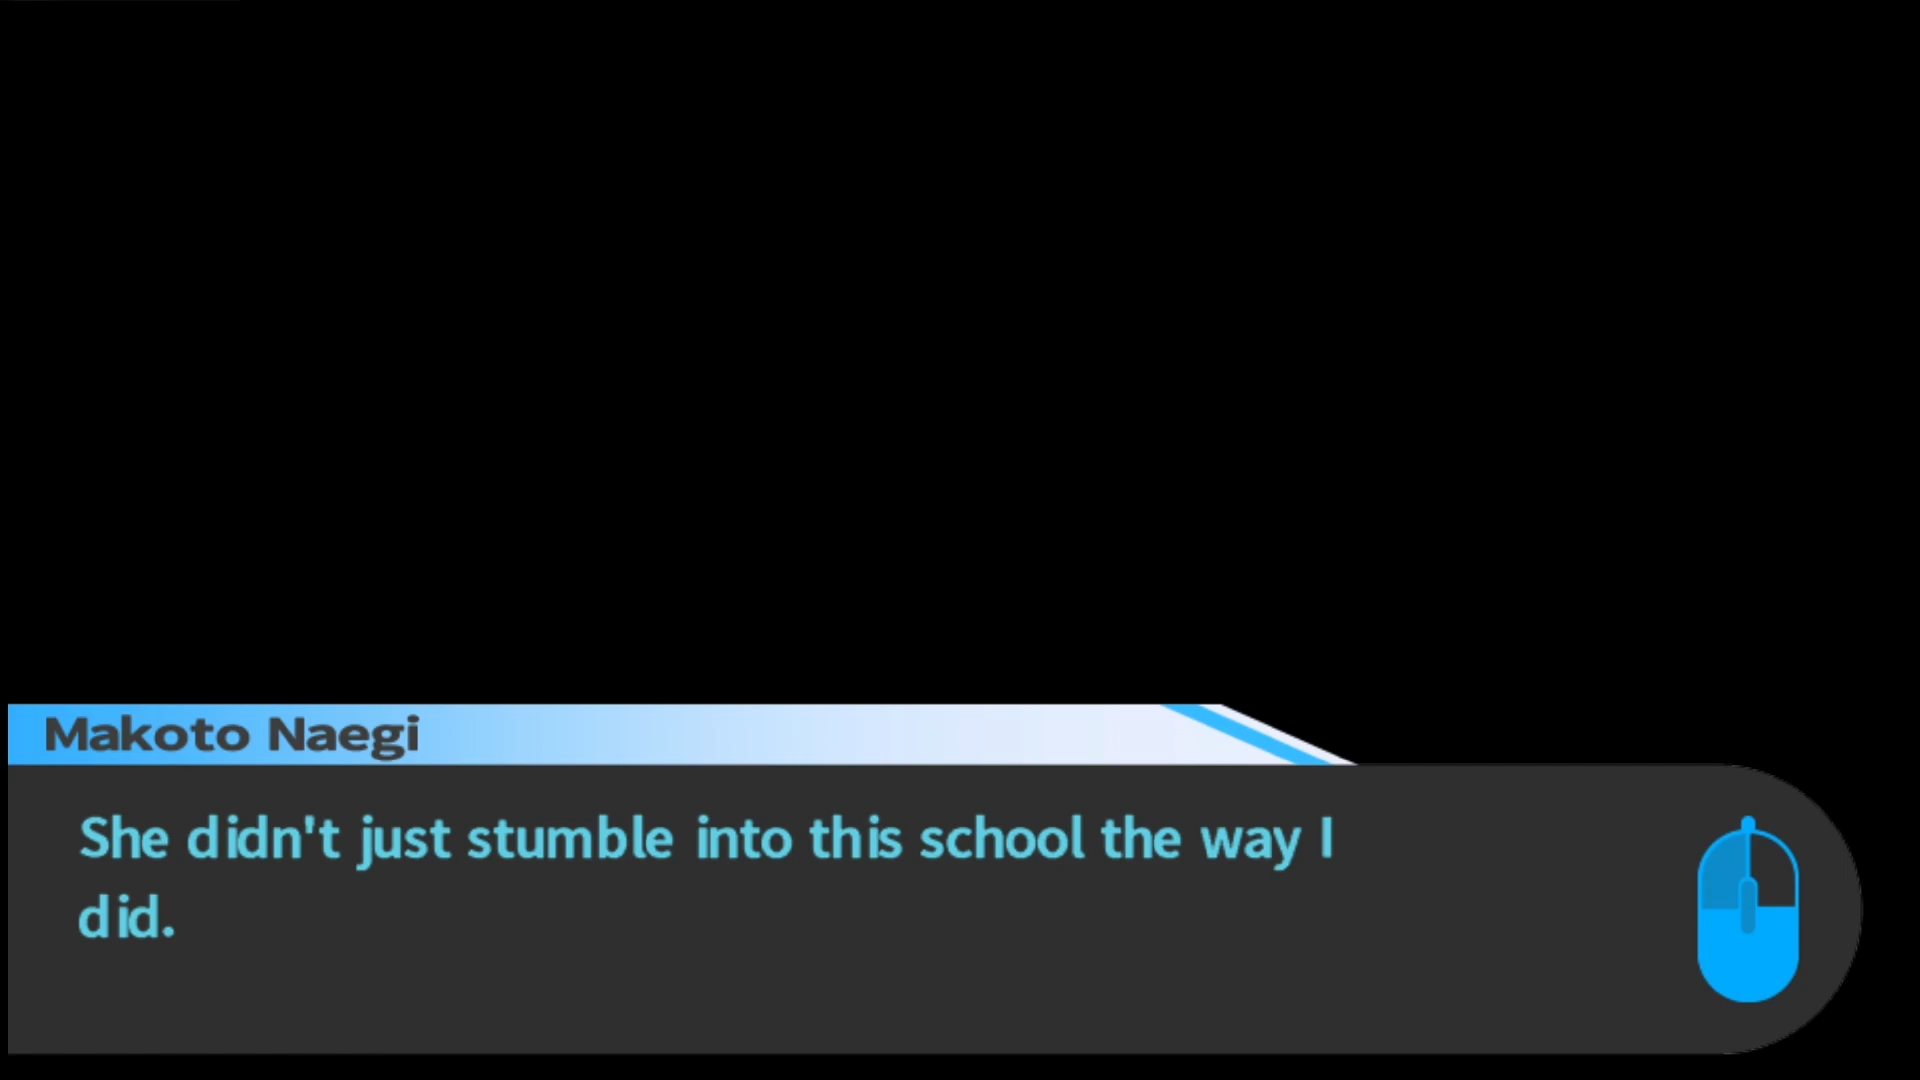 Makoto Naegi
She didn't just stumble into this school the way I
did.